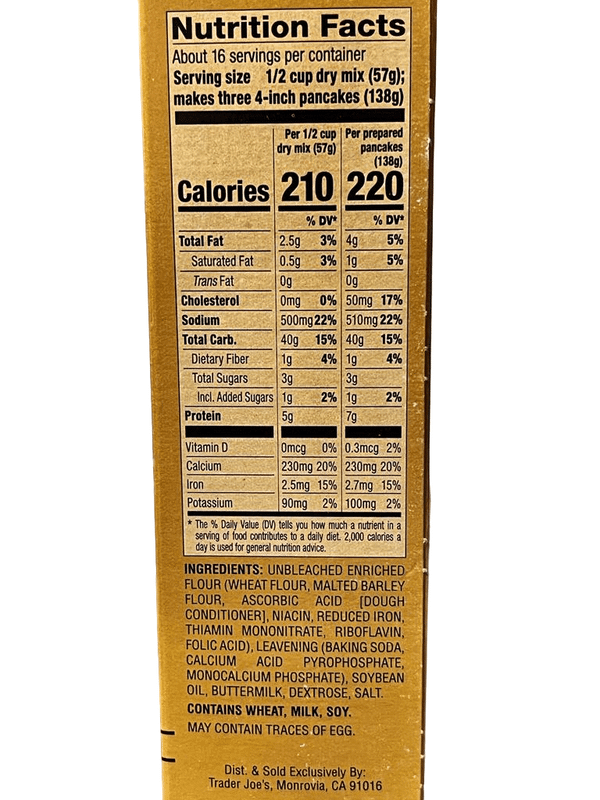 Nutrition Facts
About 16 servings per container
Serving size 1/2 cup dry mix (57g);
makes three 4-inch pancakes (138g)
Per 1/2 cup Per prepared
dry mix (57g) pancakes
(138g)
Calories 210 220
% DV* % DV*
Total Fat 2.5g 3% 4g 5%
Saturated Fat 0.5g 3% 1g 5%
Trans Fat 0g 0g
Cholesterol 0mg 0% 50mg 17%
Sodium 500mg 22% 510mg 22%
Total Carb. 40g 15% 40g 15%
Dietary Fiber 1g 4% 1g 4%
Total Sugars 3g 3g
Incl. Added Sugars 1g 2% 1g 2%
Protein 5g 7g
Vitamin D 0mcg 0% 0.3mcg 2%
Calcium 230mg 20% 230mg 20%
Iron 2.5mg 15% 2.7mg 15%
Potassium 90mg 2% 100mg 2%
* The % Daily Value (DV) tells you how much a nutrient in a
serving of food contributes to a daily diet. 2,000 calories a
day is used for general nutrition advice.
INGREDIENTS: UNBLEACHED ENRICHED
FLOUR (WHEAT FLOUR, MALTED BARLEY
FLOUR, ASCORBIC ACID [DOUGH
CONDITIONER], NIACIN, REDUCED IRON,
THIAMIN MONONITRATE, RIBOFLAVIN,
FOLIC ACID), LEAVENING (BAKING SODA,
CALCIUM ACID PYROPHOSPHATE,
MONOCALCIUM PHOSPHATE), SOYBEAN
OIL, BUTTERMILK, DEXTROSE, SALT.
CONTAINS WHEAT, MILK, SOY.
MAY CONTAIN TRACES OF EGG.
Dist. & Sold Exclusively By:
Trader Joe's, Monrovia, CA 91016